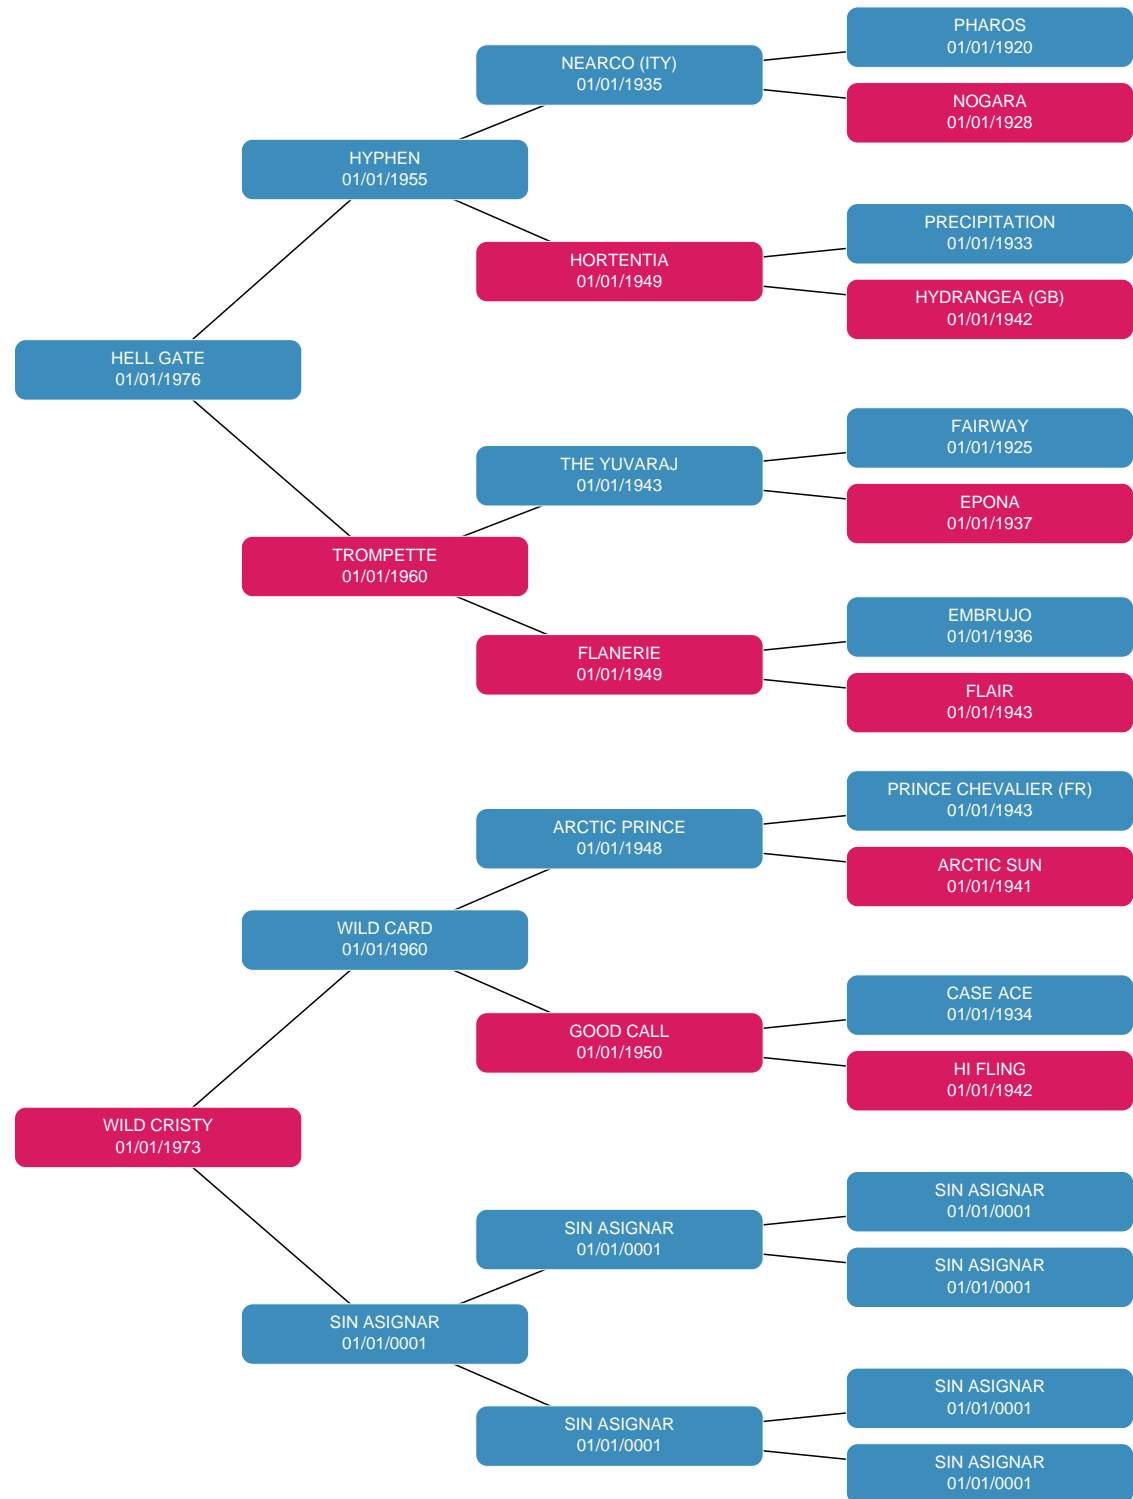 PHAROS
01/01/1920
NEARCO (ITY)
01/01/1935
NOGARA
01/01/1928
HYPHEN
01/01/1955
PRECIPITATION
01/01/1933
HORTENTIA
01/01/1949
HYDRANGEA (GB)
01/01/1942
HELL GATE
01/01/1976
FAIRWAY
01/01/1925
THE YUVARAJ
01/01/1943
EPONA
01/01/1937
TROMPETTE
01/01/1960
EMBRUJO
01/01/1936
FLANERIE
01/01/1949
FLAIR
01/01/1943
PRINCE CHEVALIER (FR)
01/01/1943
ARCTIC PRINCE
01/01/1948
ARCTIC SUN
01/01/1941
WILD CARD
01/01/1960
CASE ACE
01/01/1934
GOOD CALL
01/01/1950
HI FLING
01/01/1942
WILD CRISTY
01/01/1973
SIN ASIGNAR
01/01/0001
SIN ASIGNAR
01/01/0001
SIN ASIGNAR
01/01/0001
SIN ASIGNAR
01/01/0001
SIN ASIGNAR
01/01/0001
SIN ASIGNAR
01/01/0001
SIN ASIGNAR
01/01/0001